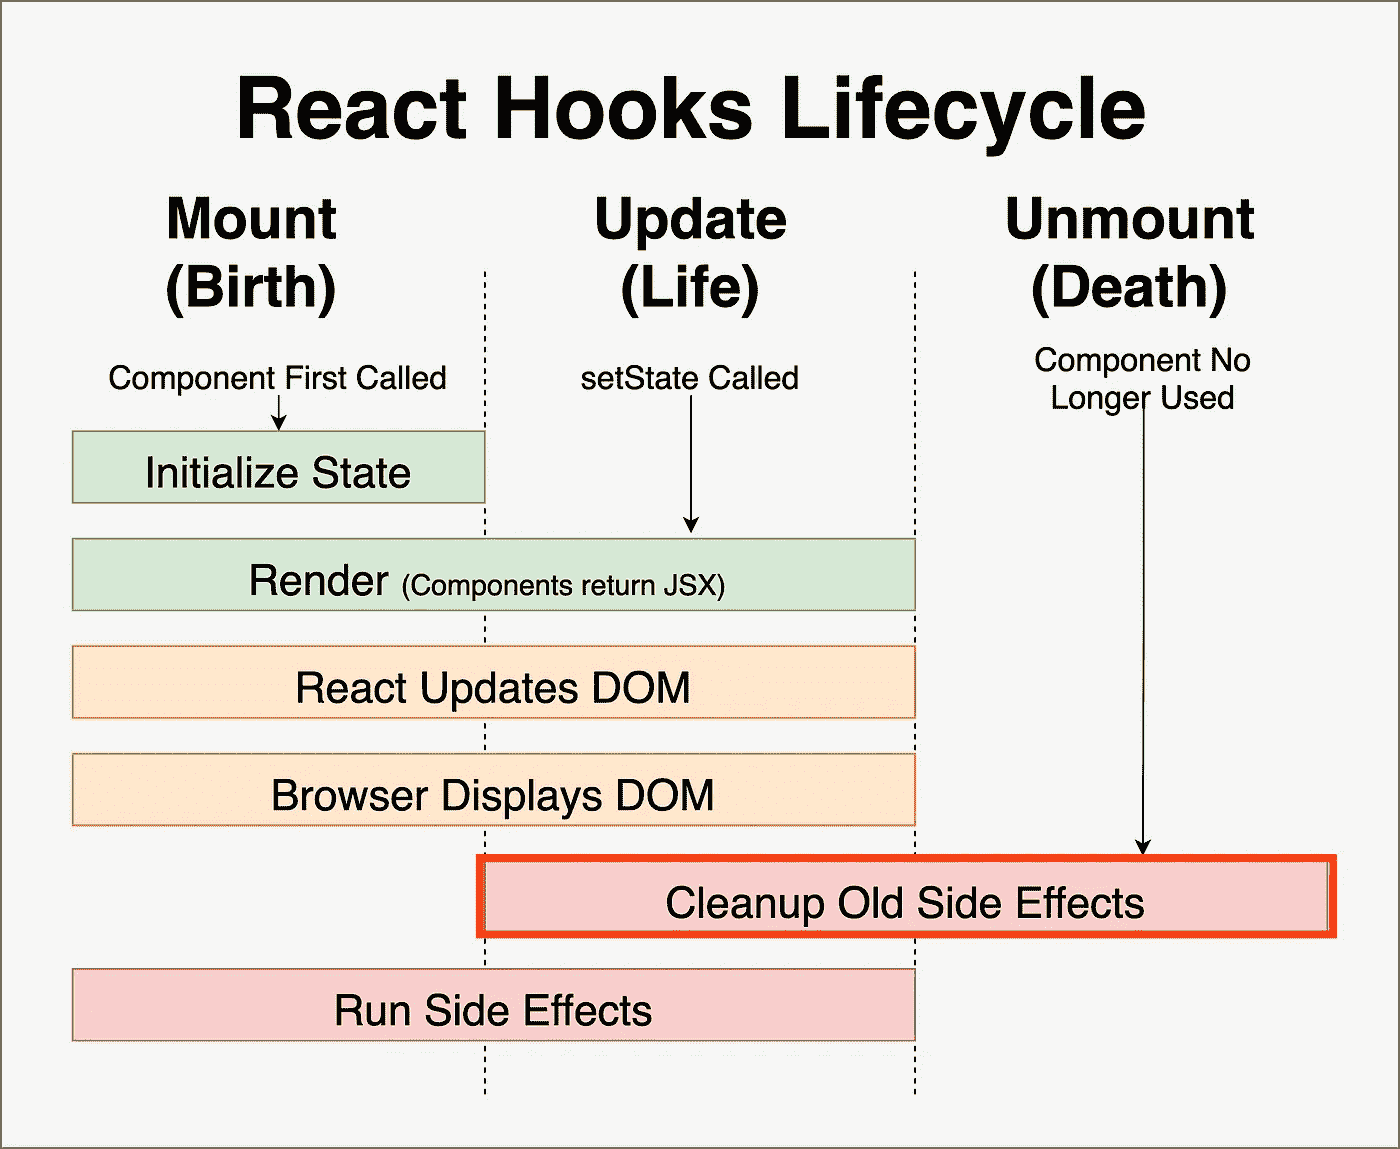 React Hooks Lifecycle
Mount
(Birth)
Update
(Life)
Unmount
(Death)
Component First Called
setState Called
Component No
Longer Used
Initialize State
Render (Components return JSX)
React Updates DOM
Browser Displays DOM
Cleanup Old Side Effects
Run Side Effects